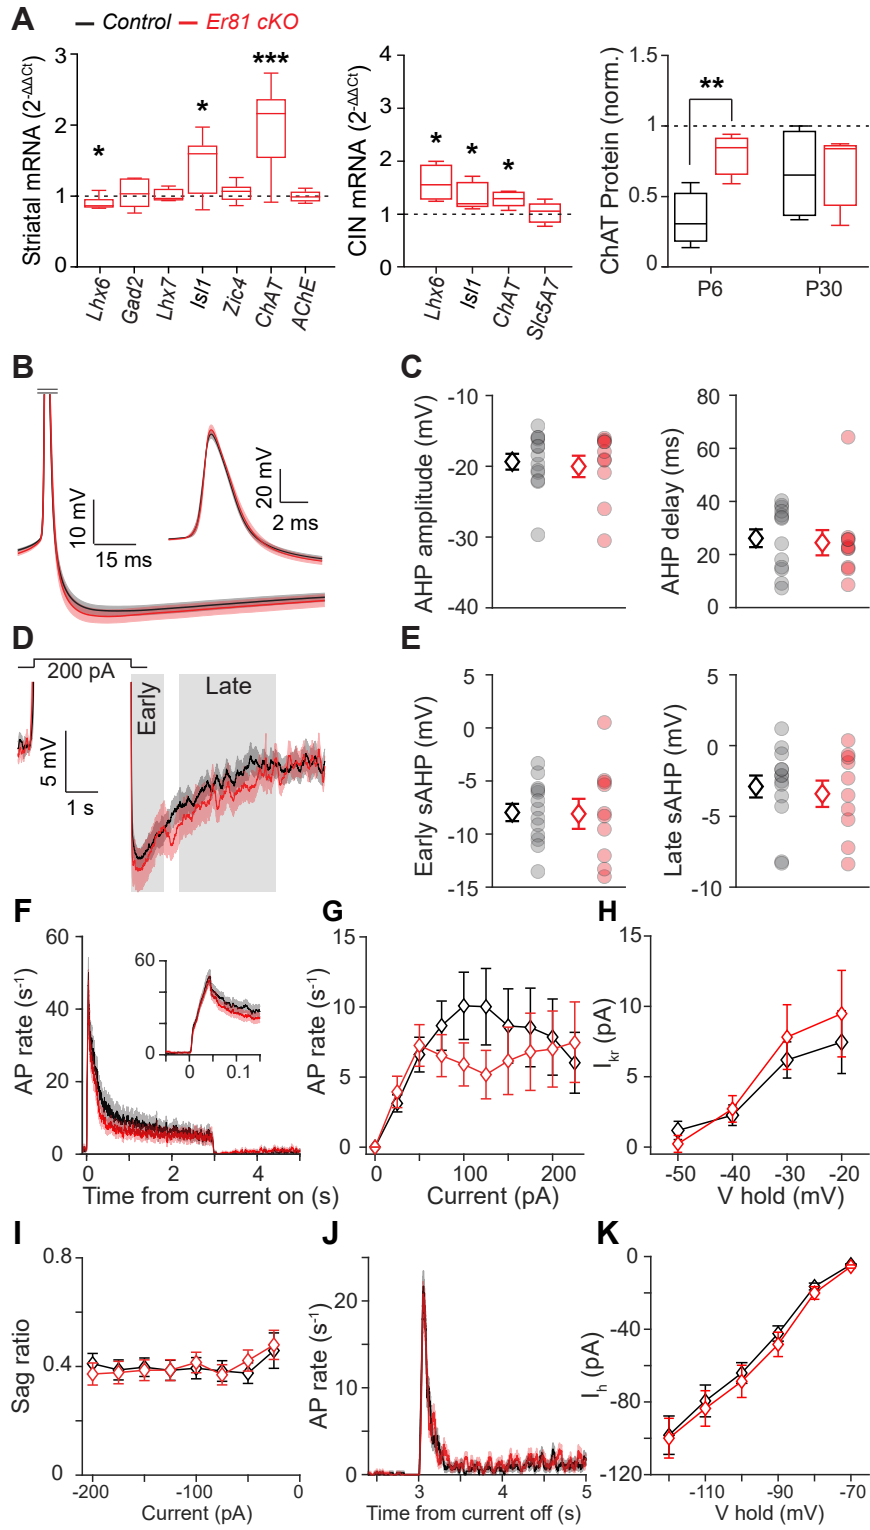 A
Control Er81 cKO
Striatal mRNA (2-ΔΔCt)
3
2
1
0
*
*
***
Lhx6
Gad2
Lhx7
Isl1
Zic4
ChAT
AChE
CIN mRNA (2-ΔΔCt)
4
3
2
1
0
*
*
*
Lhx6
Isl1
ChAT
Slc5A7
ChAT Protein (norm.)
1.5
1
0.5
0
**
P6
P30
B
10 mV
15 ms
20 mV
2 ms
C
AHP amplitude (mV)
-10
-20
-30
-40
AHP delay (ms)
80
60
40
20
0
D
200 pA
Early
Late
5 mV
1 s
E
Early sAHP (mV)
5
0
-5
-10
-15
Late sAHP (mV)
5
0
-5
-10
F
AP rate (s-1)
60
40
20
0
0
2
4
60
0
0
0.1
Time from current on (s)
G
AP rate (s-1)
15
10
5
0
0
100
200
Current (pA)
H
Ikr (pA)
15
10
5
0
-50
-40
-30
-20
V hold (mV)
I
Sag ratio
0.8
0.4
0
-200
-100
0
Current (pA)
J
AP rate (s-1)
20
10
0
3
4
5
Time from current off (s)
K
Ih (pA)
0
-40
-80
-120
-110
-90
-70
V hold (mV)